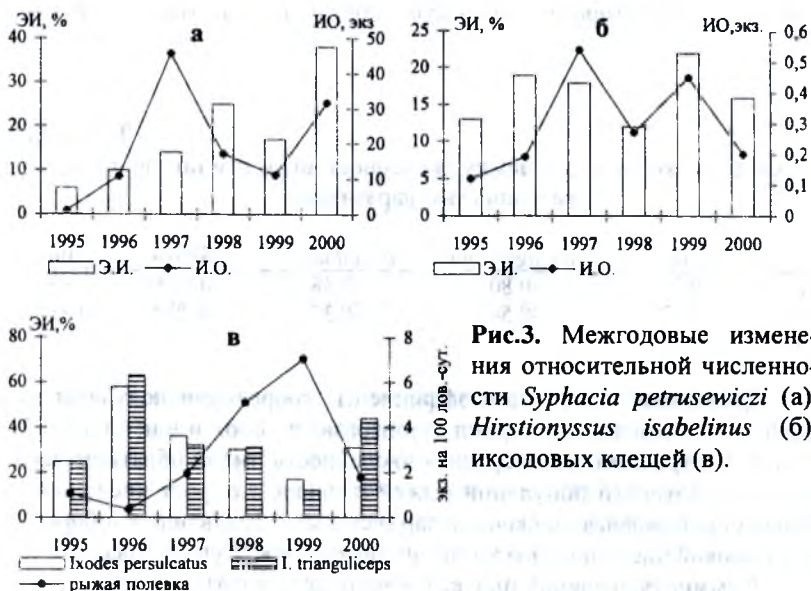 ЭИ, %
а
ИО, экз
40
30
20
10
0
50
40
30
20
10
0
1995 1996 1997 1998 1999 2000
Э.И. И.О.
ЭИ, %
б
ИО,экз.
25
20
15
10
5
0
0,6
0,5
0,4
0,3
0,2
0,1
0
1995 1996 1997 1998 1999 2000
Э.И. И.О.
ЭИ,%
в
80
60
40
20
0
8
6
4
2
0
экз. на 100 лов.-сут.
1995 1996 1997 1998 1999 2000
Ixodes persulcatus I. trianguliceps
рыжая полевка
Рис.3. Межгодовые измене-
ния относительной численно-
сти Syphacia petrusewiczi (а),
Hirstionyssus isabelinus (б),
иксодовых клещей (в).